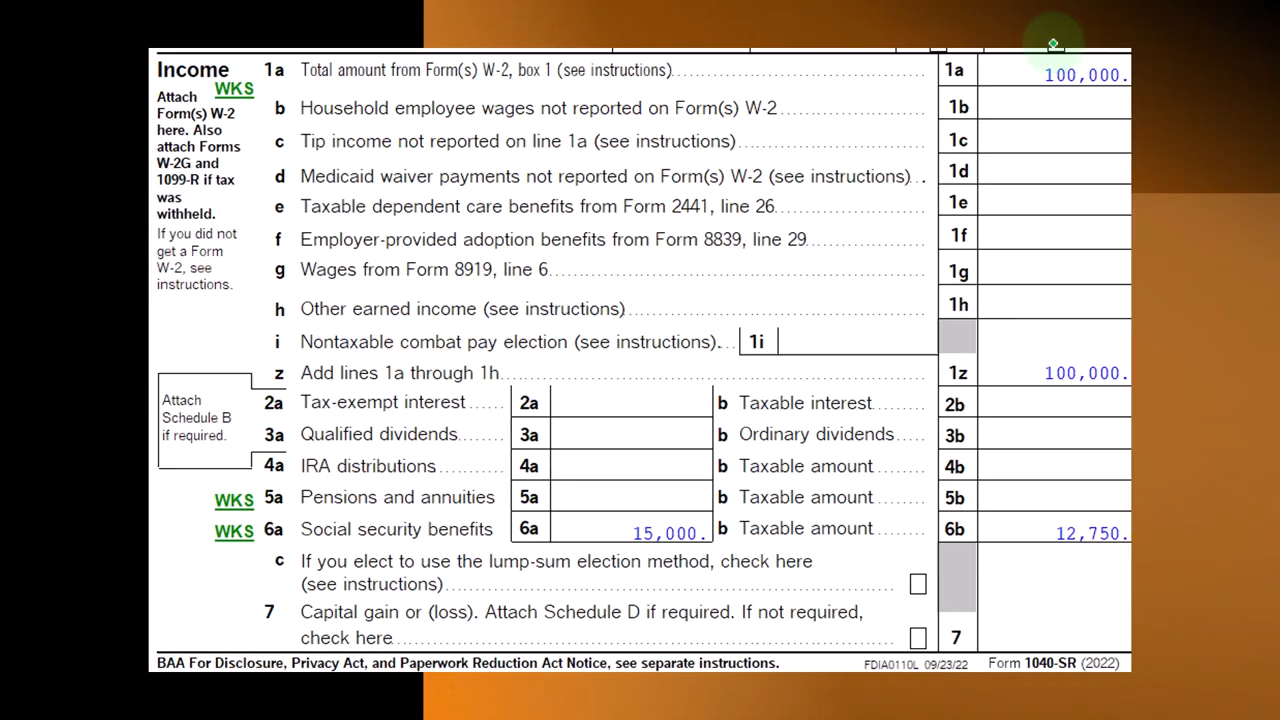 Income 1a Total amount from Form(s) W-2, box 1 (see instructions) 1a 100,000.
WKS
Attach
Form(s) W-2
here. Also
attach Forms
W-2G and
1099-R if tax
was
withheld.
If you did not
get a Form
W-2, see
instructions.
b Household employee wages not reported on Form(s) W-2 1b
c Tip income not reported on line 1a (see instructions) 1c
d Medicaid waiver payments not reported on Form(s) W-2 (see instructions) 1d
e Taxable dependent care benefits from Form 2441, line 26 1e
f Employer-provided adoption benefits from Form 8839, line 29 1f
g Wages from Form 8919, line 6 1g
h Other earned income (see instructions) 1h
i Nontaxable combat pay election (see instructions) 1i
z Add lines 1a through 1h 1z 100,000.
Attach
Schedule B
if required.
2a Tax-exempt interest 2a b Taxable interest 2b
3a Qualified dividends 3a b Ordinary dividends 3b
4a IRA distributions 4a b Taxable amount 4b
WKS 5a Pensions and annuities 5a b Taxable amount 5b
WKS 6a Social security benefits 6a 15,000. b Taxable amount 6b 12,750.
c If you elect to use the lump-sum election method, check here
(see instructions)
7 Capital gain or (loss). Attach Schedule D if required. If not required,
check here 7
BAA For Disclosure, Privacy Act, and Paperwork Reduction Act Notice, see separate instructions. FDIA0110L 09/23/22 Form 1040-SR (2022)